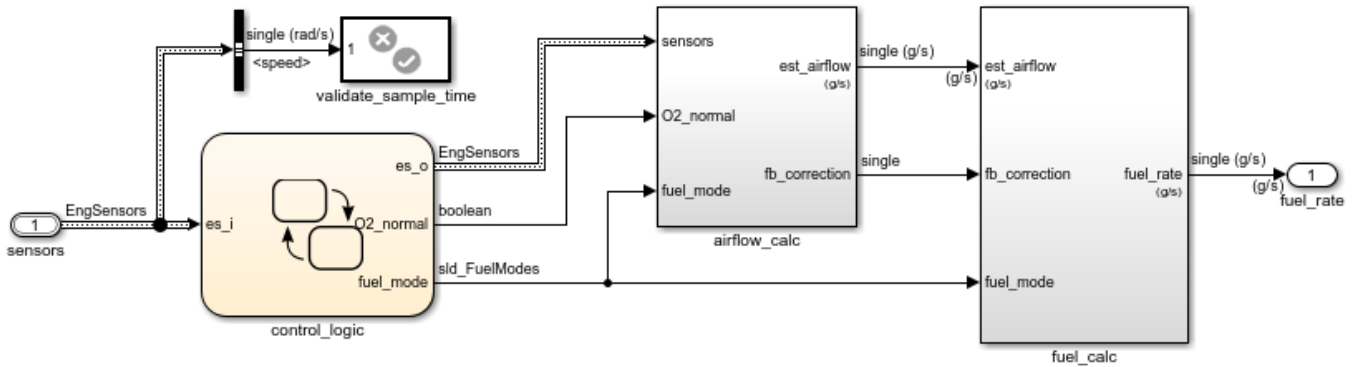 single (rad/s)
<speed>
1
validate_sample_time
sensors
est_airflow
(g/s)
O2_normal
fb_correction
fuel_mode
airflow_calc
single (g/s)
(g/s)
single
est_airflow
(g/s)
fb_correction
fuel_rate
(g/s)
fuel_mode
fuel_calc
single (g/s)
(g/s)
1
fuel_rate
EngSensors
1
sensors
es_i
es_o
O2_normal
fuel_mode
control_logic
EngSensors
boolean
sld_FuelModes